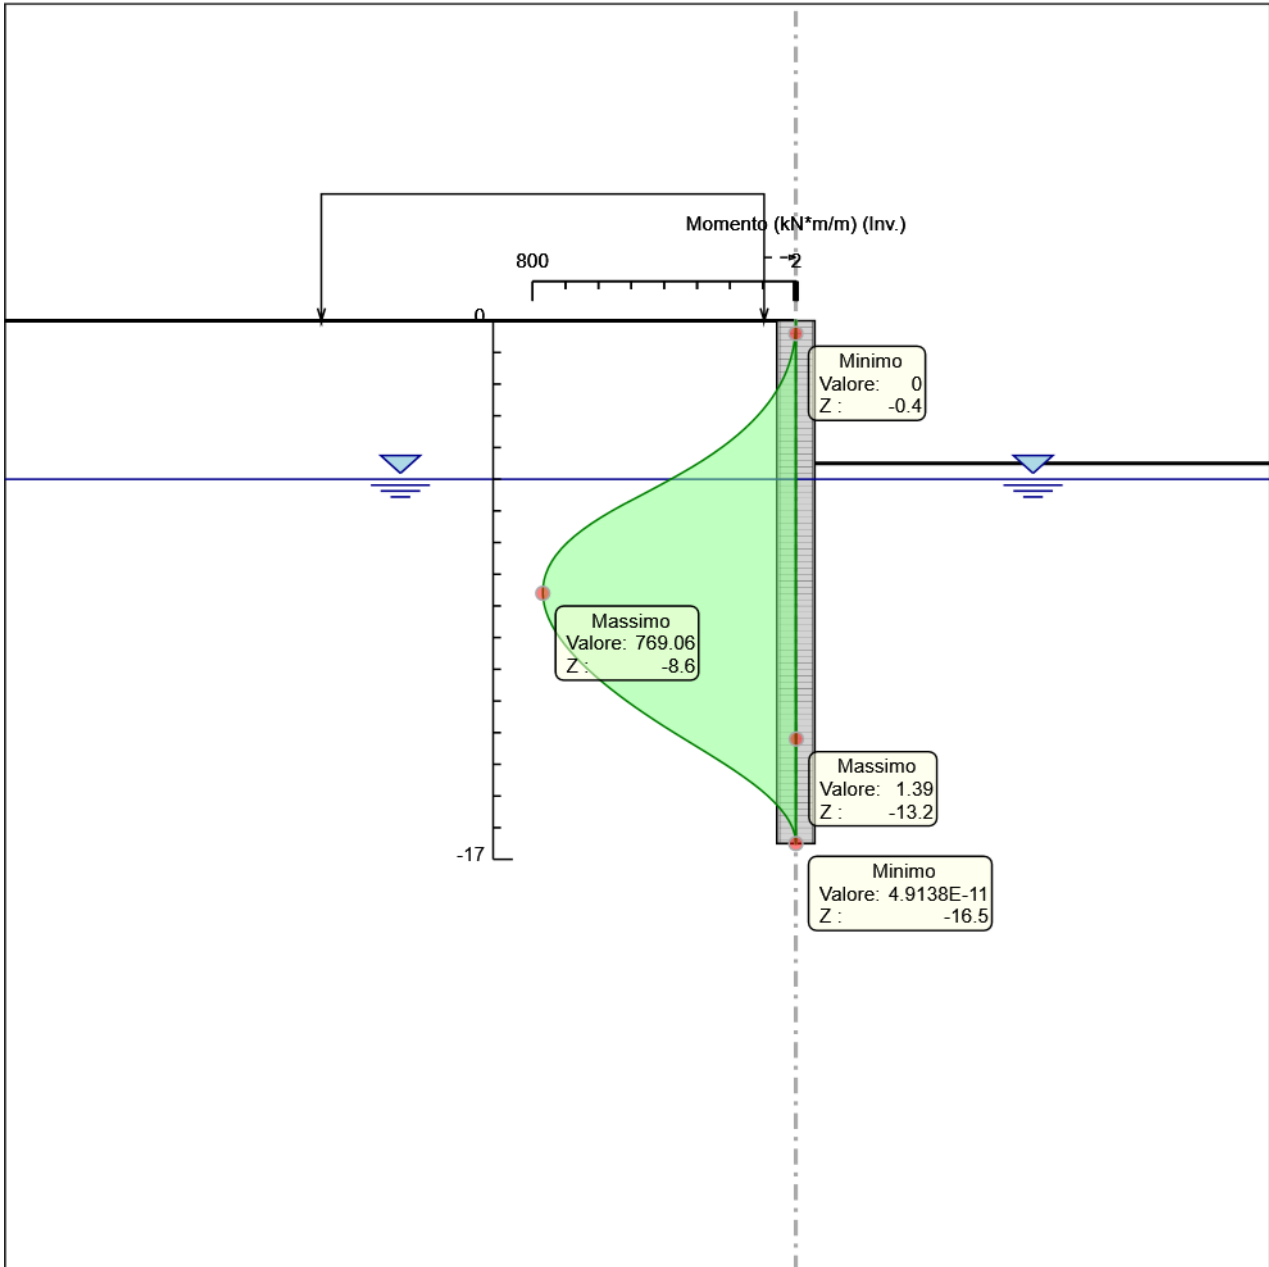 Momento (kN*m/m) (Inv.)
800
2
0
Minimo
Valore: 0
Z : -0.4
Massimo
Valore: 769.06
Z : -8.6
Massimo
Valore: 1.39
Z : -13.2
-17
Minimo
Valore: 4.9138E-11
Z : -16.5